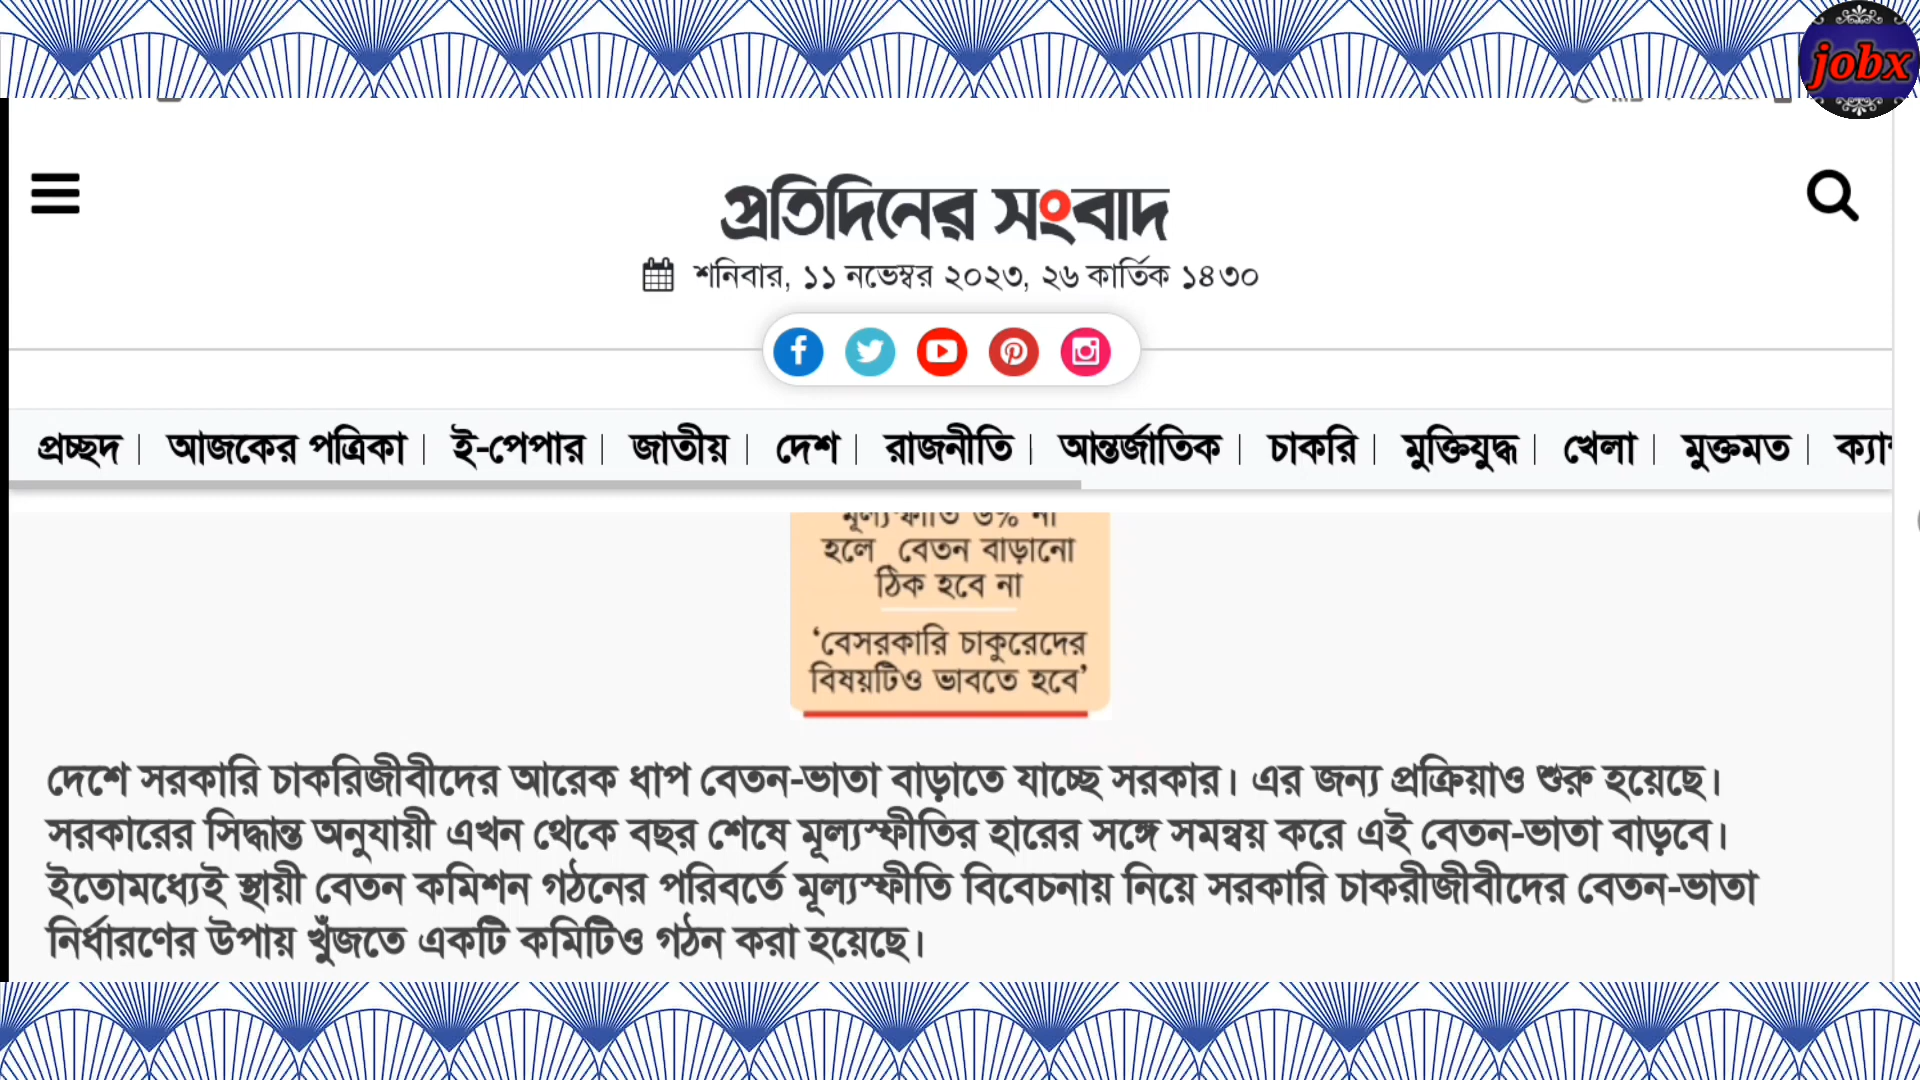 jobx
প্রতিদিনের সংবাদ
শনিবার, ১১ নভেম্বর ২০২৩, ২৬ কার্তিক ১৪৩০
প্রচ্ছদ আজকের পত্রিকা ই-পেপার জাতীয় দেশ রাজনীতি আন্তর্জাতিক চাকরি মুক্তিযুদ্ধ খেলা মুক্তমত
মূল্যস্ফীতি ৬% না
হলে বেতন বাড়ানো
ঠিক হবে না
‘বেসরকারি চাকুরেদের
বিষয়টিও ভাবতে হবে’
দেশে সরকারি চাকরিজীবীদের আরেক ধাপ বেতন-ভাতা বাড়াতে যাচ্ছে সরকার। এর জন্য প্রক্রিয়াও শুরু হয়েছে।
সরকারের সিদ্ধান্ত অনুযায়ী এখন থেকে বছর শেষে মূল্যস্ফীতির হারের সঙ্গে সমন্বয় করে এই বেতন-ভাতা বাড়বে।
ইতোমধ্যেই স্থায়ী বেতন কমিশন গঠনের পরিবর্তে মূল্যস্ফীতি বিবেচনায় নিয়ে সরকারি চাকরীজীবীদের বেতন-ভাতা
নির্ধারণের উপায় খুঁজতে একটি কমিটিও গঠন করা হয়েছে।